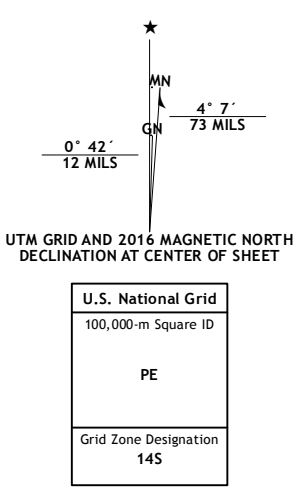 ★
MN
GN
4° 7´
73 MILS
0° 42´
12 MILS
UTM GRID AND 2016 MAGNETIC NORTH
DECLINATION AT CENTER OF SHEET
U.S. National Grid
100,000-m Square ID
PE
Grid Zone Designation
14S